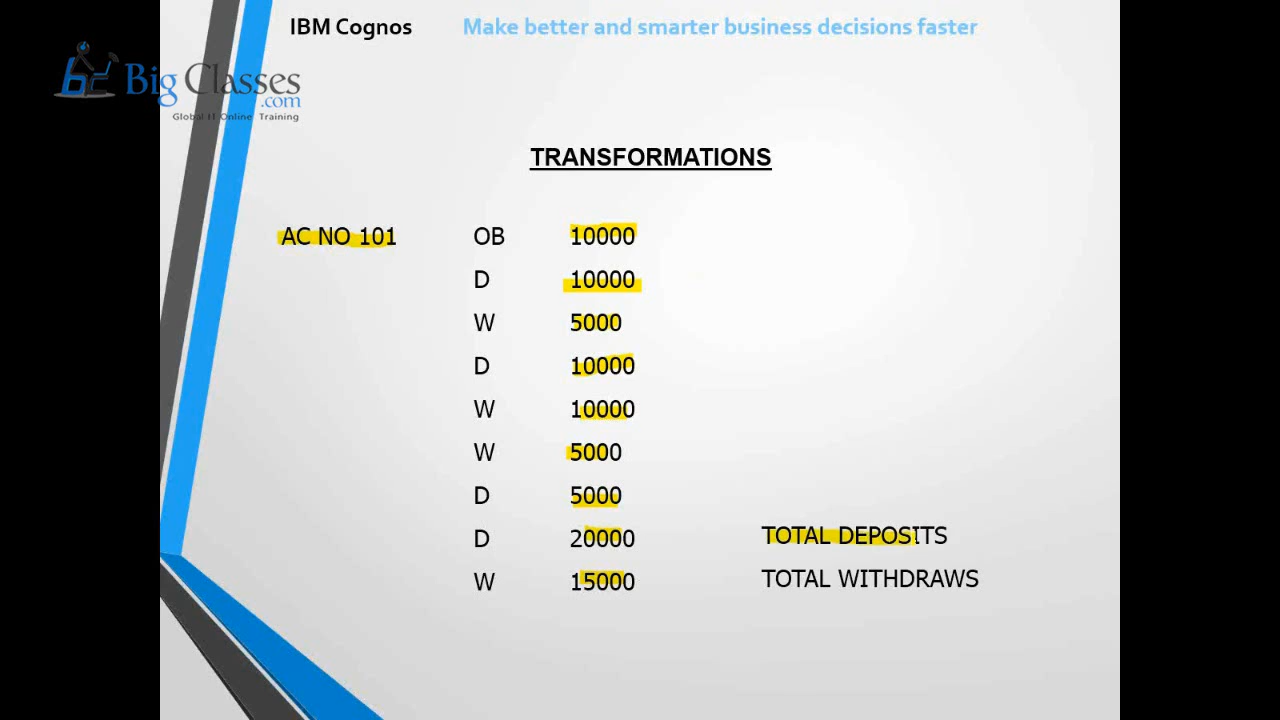 IBM Cognos Make better and smarter business decisions faster
Big Classes
.com
Global IT Online Training
TRANSFORMATIONS
AC NO 101 OB 10000
D 10000
W 5000
D 10000
W 10000
W 5000
D 5000
D 20000 TOTAL DEPOSITS
W 15000 TOTAL WITHDRAWS